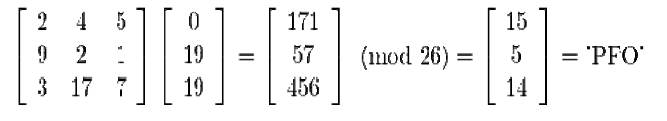 [ 2 4 5 ] [ 0 ] = [ 171 ] (mod 26) = [ 15 ] = 'PFO'
[ 9 2 1 ] [ 19 ] [ 57 ] [ 5 ]
[ 3 17 7 ] [ 19 ] [ 456 ] [ 14 ]